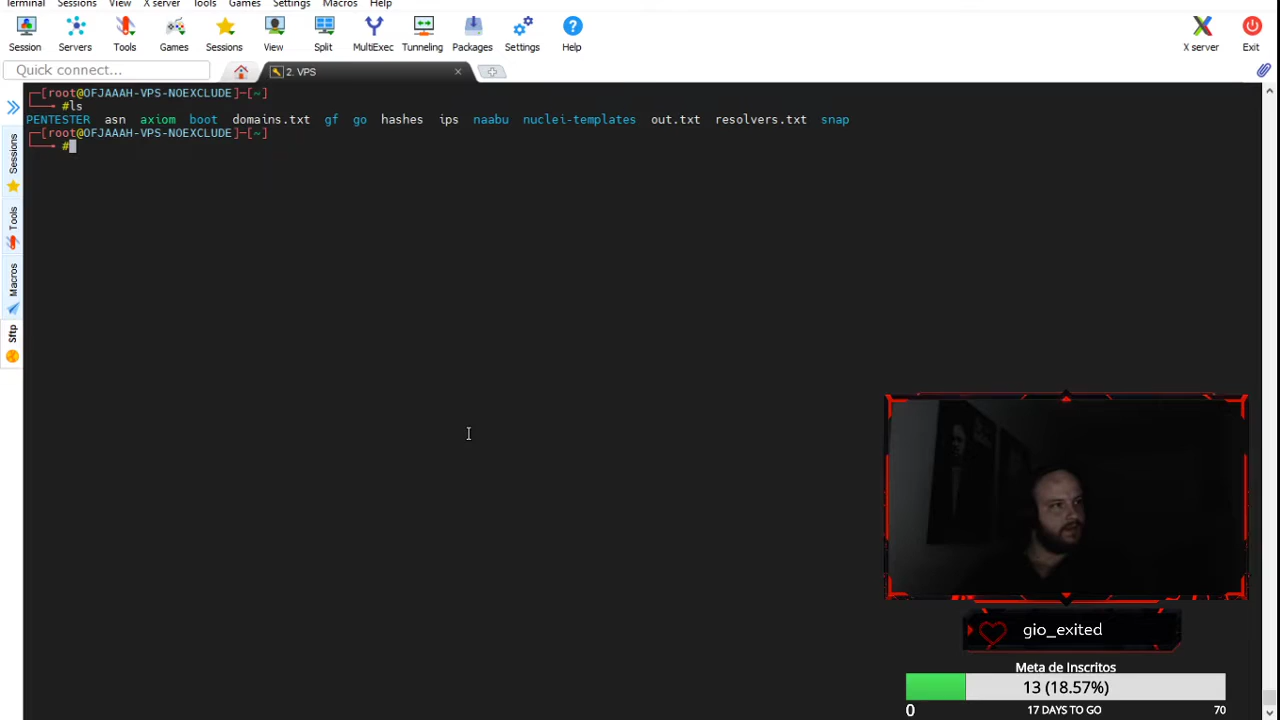 Terminal Sessions View X server Tools Games Settings Macros Help
Session Servers Tools Games Sessions View Split MultiExec Tunneling Packages Settings Help X server Exit
Quick connect...
2. VPS
┌─[root@OFJAAAH-VPS-NOEXCLUDE]─[~]
└──╼ #ls
PENTESTER asn axiom boot domains.txt gf go hashes ips naabu nuclei-templates out.txt resolvers.txt snap
┌─[root@OFJAAAH-VPS-NOEXCLUDE]─[~]
└──╼ #
Sessions
Tools
Macros
Sftp
gio_exited
Meta de Inscritos
13 (18.57%)
0 17 DAYS TO GO 70